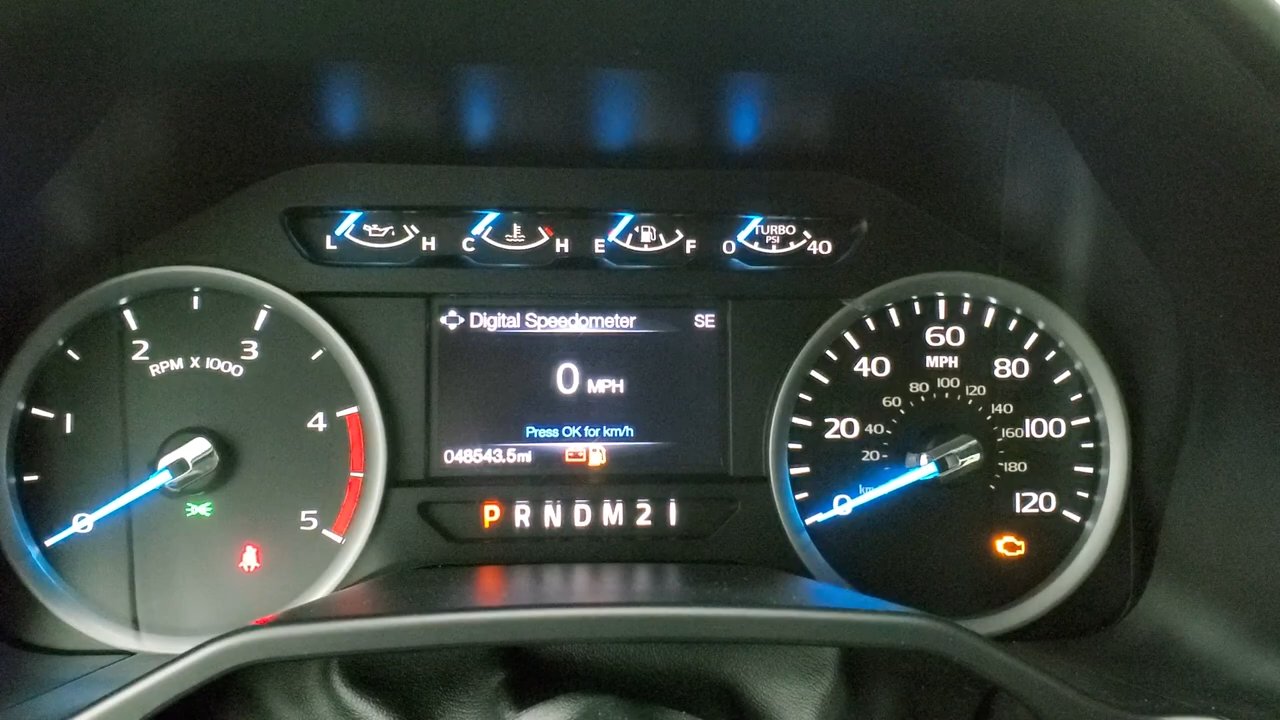 L H C H E F 0 TURBO PSI 40
Digital Speedometer SE
0 MPH
Press OK for km/h
048543.5mi
P R N D M 2 1
0 1 2 3 4 5
RPM X 1000
0 20 40 60 80 100 120
MPH
20 40 60 80 100 120 140 160 180